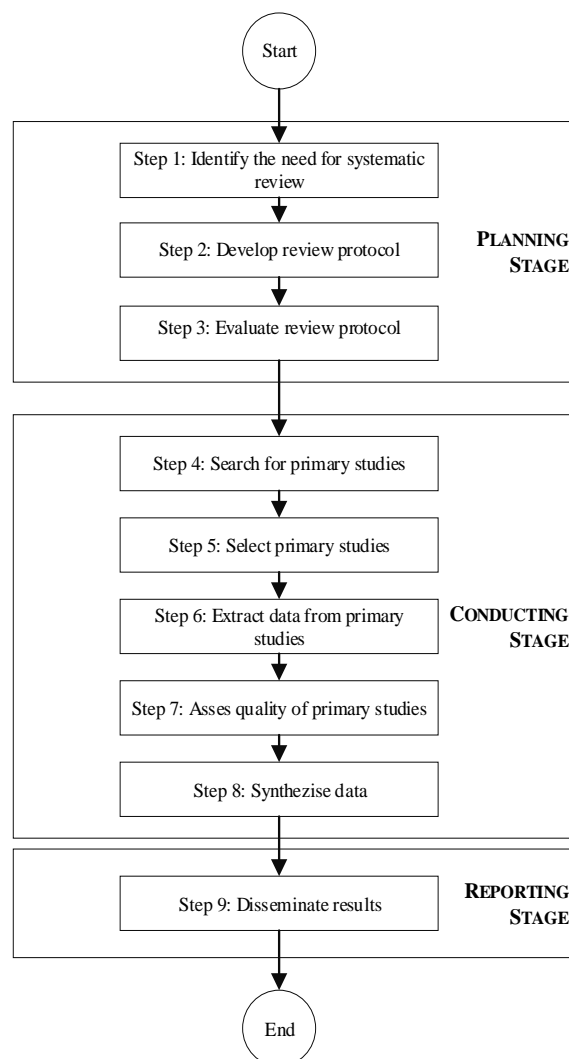 Start
Step 1: Identify the need for systematic
review
Step 2: Develop review protocol
PLANNING
STAGE
Step 3: Evaluate review protocol
Step 4: Search for primary studies
Step 5: Select primary studies
Step 6: Extract data from primary
studies
CONDUCTING
STAGE
Step 7: Asses quality of primary studies
Step 8: Synthezise data
Step 9: Disseminate results
REPORTING
STAGE
End